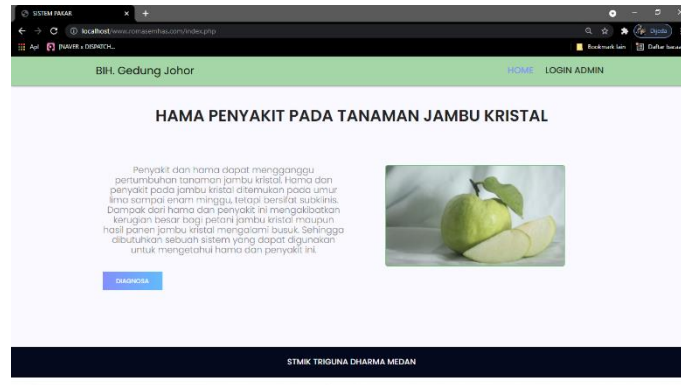 SISTEM PAKAR
localhost/www.romasemhas.com/index.php
Djoda
Apl
[NAVER x DISPATCH...
Bookmark lain
Daftar bacaa
BIH. Gedung Johor
HOME
LOGIN ADMIN
HAMA PENYAKIT PADA TANAMAN JAMBU KRISTAL
Penyakit dan hama dapat mengganggu
pertumbuhan tanaman jambu kristal. Hama dan
penyakit pada jambu kristal ditemukan pada umur
lima sampai enam minggu, tetapi bersifat subklinis.
Dampak dari hama dan penyakit ini mengakibatkan
kerugian besar bagi petani jambu kristal maupun
hasil panen jambu kristal mengalami busuk. Sehingga
dibutuhkan sebuah sistem yang dapat digunakan
untuk mengetahui hama dan penyakit ini.
DIAGNOSA
STMIK TRIGUNA DHARMA MEDAN